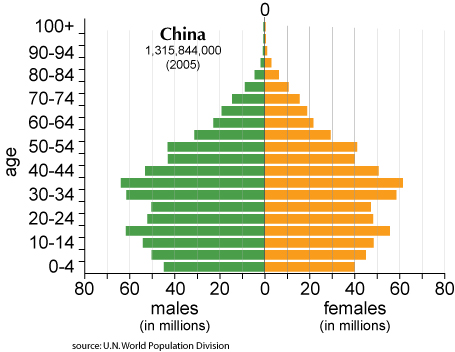 0
China
1,315,844,000
(2005)
100+
90-94
80-84
70-74
60-64
50-54
40-44
30-34
20-24
10-14
0-4
age
80 60 40 20 0 20 40 60 80
males females
(in millions) (in millions)
source: U.N. World Population Division